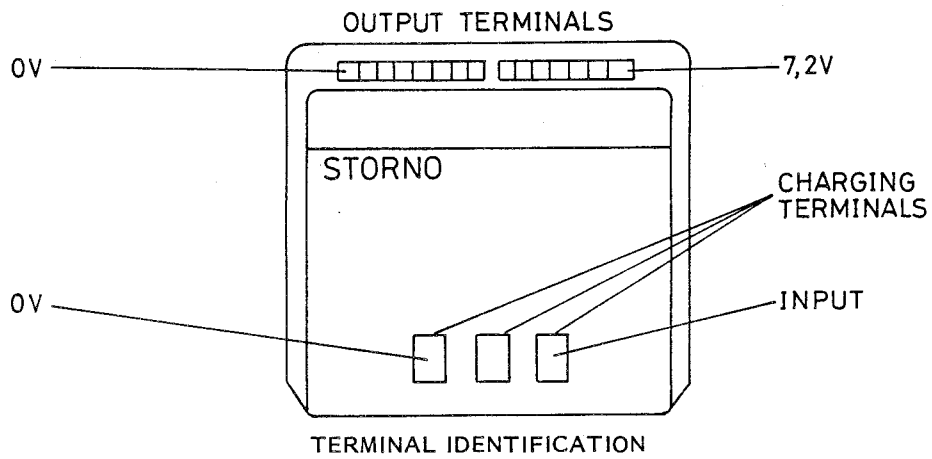 OUTPUT TERMINALS
0V
7,2V
STORNO
CHARGING
TERMINALS
0V
INPUT
TERMINAL IDENTIFICATION